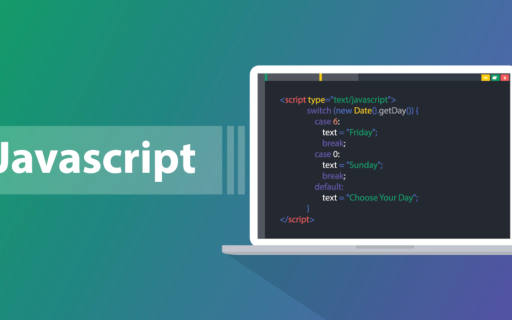 Javascript
<script type="text/javascript">
switch (new Date().getDay()) {
case 6:
text = "Friday";
break;
case 0:
text = "Sunday";
break;
default:
text = "Choose Your Day";
}
</script>